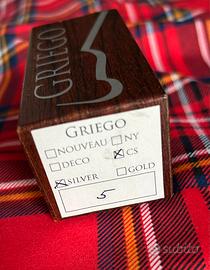 GRIEGO
GRIEGO
NOUVEAU NY
DECO CS
SILVER GOLD
5
subito